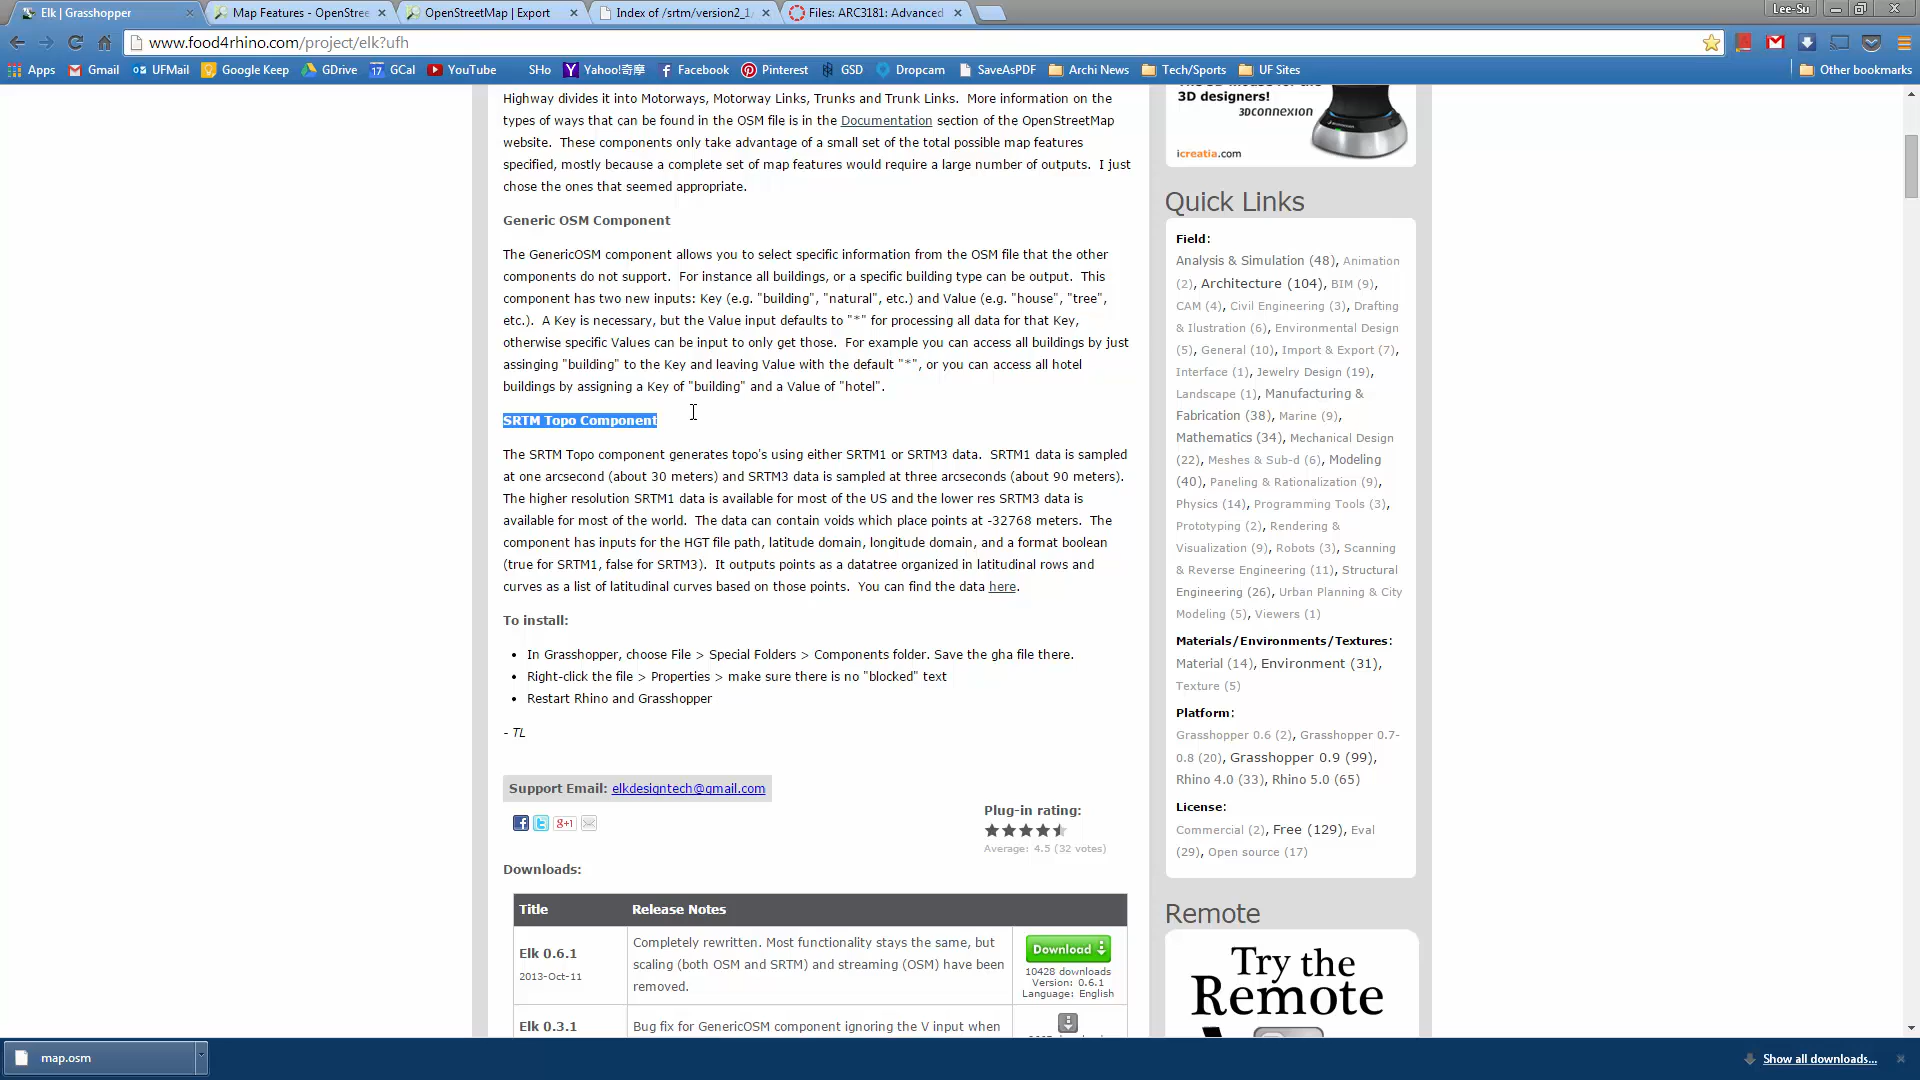 Elk | Grasshopper
Map Features - OpenStree
OpenStreetMap | Export
Index of /srtm/version2_1
Files: ARC3181: Advanced
Lee-Su
www.food4rhino.com/project/elk?ufh
Apps
Gmail
UFMail
Google Keep
GDrive
17 GCal
YouTube
SHo
Yahoo!奇摩
Facebook
Pinterest
GSD
Dropcam
SaveAsPDF
Archi News
Tech/Sports
UF Sites
Other bookmarks
Highway divides it into Motorways, Motorway Links, Trunks and Trunk Links. More information on the
types of ways that can be found in the OSM file is in the Documentation section of the OpenStreetMap
website. These components only take advantage of a small set of the total possible map features
specified, mostly because a complete set of map features would require a large number of outputs. I just
chose the ones that seemed appropriate.
Generic OSM Component
The GenericOSM component allows you to select specific information from the OSM file that the other
components do not support. For instance all buildings, or a specific building type can be output. This
component has two new inputs: Key (e.g. "building", "natural", etc.) and Value (e.g. "house", "tree",
etc.). A Key is necessary, but the Value input defaults to "*" for processing all data for that Key,
otherwise specific Values can be input to only get those. For example you can access all buildings by just
assinging "building" to the Key and leaving Value with the default "*", or you can access all hotel
buildings by assigning a Key of "building" and a Value of "hotel".
SRTM Topo Component
The SRTM Topo component generates topo's using either SRTM1 or SRTM3 data. SRTM1 data is sampled
at one arcsecond (about 30 meters) and SRTM3 data is sampled at three arcseconds (about 90 meters).
The higher resolution SRTM1 data is available for most of the US and the lower res SRTM3 data is
available for most of the world. The data can contain voids which place points at -32768 meters. The
component has inputs for the HGT file path, latitude domain, longitude domain, and a format boolean
(true for SRTM1, false for SRTM3). It outputs points as a datatree organized in latitudinal rows and
curves as a list of latitudinal curves based on those points. You can find the data here.
To install:
• In Grasshopper, choose File > Special Folders > Components folder. Save the gha file there.
• Right-click the file > Properties > make sure there is no "blocked" text
• Restart Rhino and Grasshopper
- TL
Support Email: elkdesigntech@gmail.com
g+1
Plug-in rating:
Average: 4.5 (32 votes)
Downloads:
Title
Release Notes
Elk 0.6.1
2013-Oct-11
Completely rewritten. Most functionality stays the same, but
scaling (both OSM and SRTM) and streaming (OSM) have been
removed.
Download
10428 downloads
Version: 0.6.1
Language: English
Elk 0.3.1
Bug fix for GenericOSM component ignoring the V input when
3D designers!
3DCONNEXION
icreatia.com
Quick Links
Field:
Analysis & Simulation (48), Animation
(2), Architecture (104), BIM (9),
CAM (4), Civil Engineering (3), Drafting
& Ilustration (6), Environmental Design
(5), General (10), Import & Export (7),
Interface (1), Jewelry Design (19),
Landscape (1), Manufacturing &
Fabrication (38), Marine (9),
Mathematics (34), Mechanical Design
(22), Meshes & Sub-d (6), Modeling
(40), Paneling & Rationalization (9),
Physics (14), Programming Tools (3),
Prototyping (2), Rendering &
Visualization (9), Robots (3), Scanning
& Reverse Engineering (11), Structural
Engineering (26), Urban Planning & City
Modeling (5), Viewers (1)
Materials/Environments/Textures:
Material (14), Environment (31),
Texture (5)
Platform:
Grasshopper 0.6 (2), Grasshopper 0.7-
0.8 (20), Grasshopper 0.9 (99),
Rhino 4.0 (33), Rhino 5.0 (65)
License:
Commercial (2), Free (129), Eval
(29), Open source (17)
Remote
Try the
Remote
map.osm
Show all downloads...